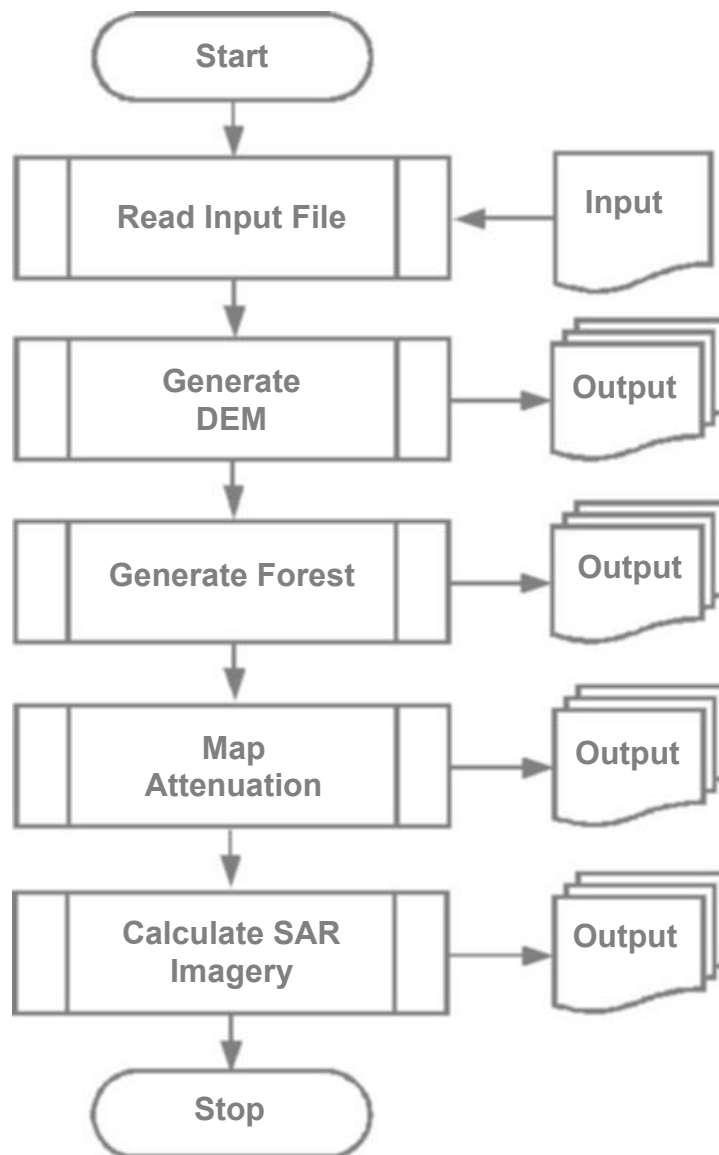 Start
Read Input File
Input
Generate
DEM
Output
Generate Forest
Output
Map
Attenuation
Output
Calculate SAR
Imagery
Output
Stop